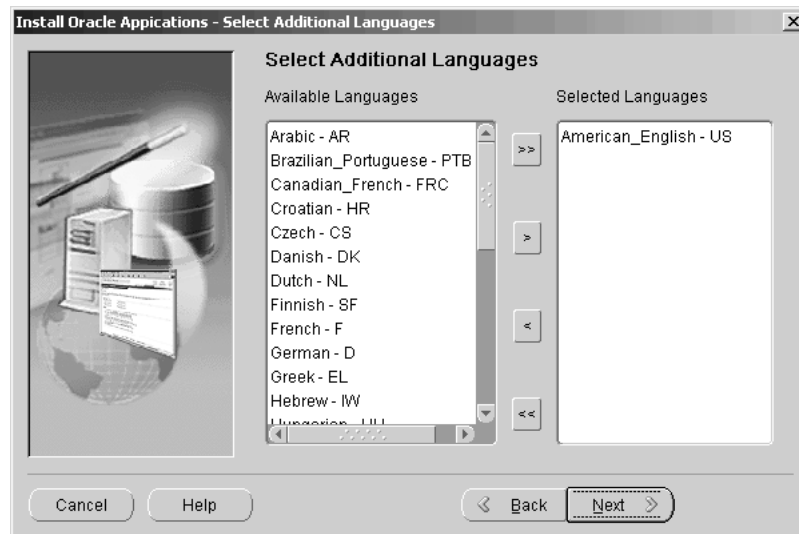 Install Oracle Appications - Select Additional Languages
Select Additional Languages
Available Languages
Selected Languages
Arabic - AR
Brazilian_Portuguese - PTB
Canadian_French - FRC
Croatian - HR
Czech - CS
Danish - DK
Dutch - NL
Finnish - SF
French - F
German - D
Greek - EL
Hebrew - IW
Hungarian - HU
>>
>
<
<<
American_English - US
Cancel
Help
Back
Next